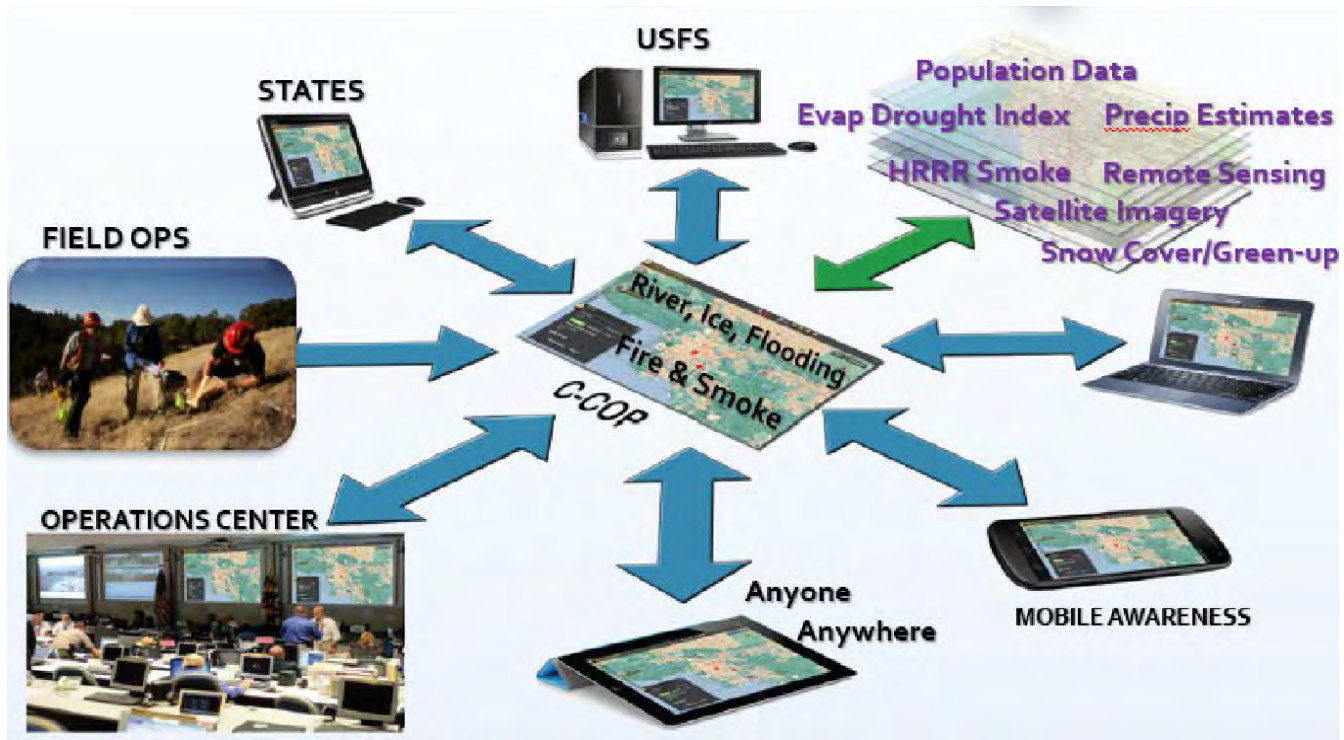 USFS
STATES
Population Data
Evap Drought Index Precip Estimates
HRRR Smoke Remote Sensing
Satellite Imagery
Snow Cover/Green-up
FIELD OPS
River, Ice, Flooding
Fire & Smoke
C-COP
OPERATIONS CENTER
Anyone
Anywhere
MOBILE AWARENESS